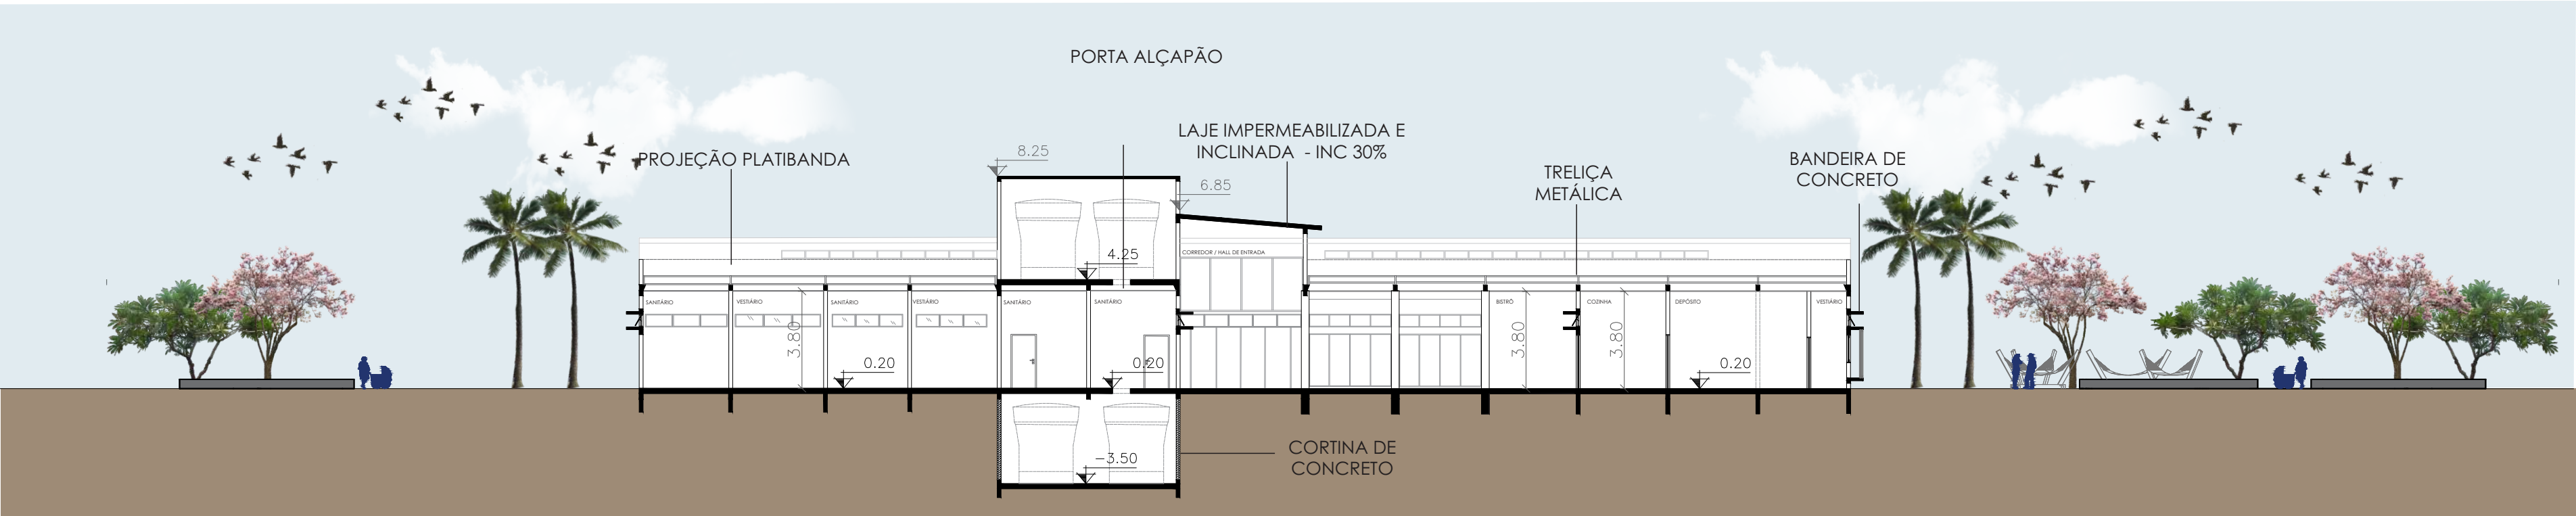 PORTA ALÇAPÃO
LAJE IMPERMEABILIZADA E
INCLINADA - INC 30%
8.25
PROJEÇÃO PLATIBANDA
BANDEIRA DE
CONCRETO
TRELIÇA
METÁLICA
6.85
4.25
CORREDOR / HALL DE ENTRADA
SANITÁRIO
VESTIÁRIO
SANITÁRIO
VESTIÁRIO
SANITÁRIO
SANITÁRIO
BISTRÔ
COZINHA
DEPÓSITO
VESTIÁRIO
3.80
3.80
3.80
0.20
0.20
0.20
-3.50
CORTINA DE
CONCRETO